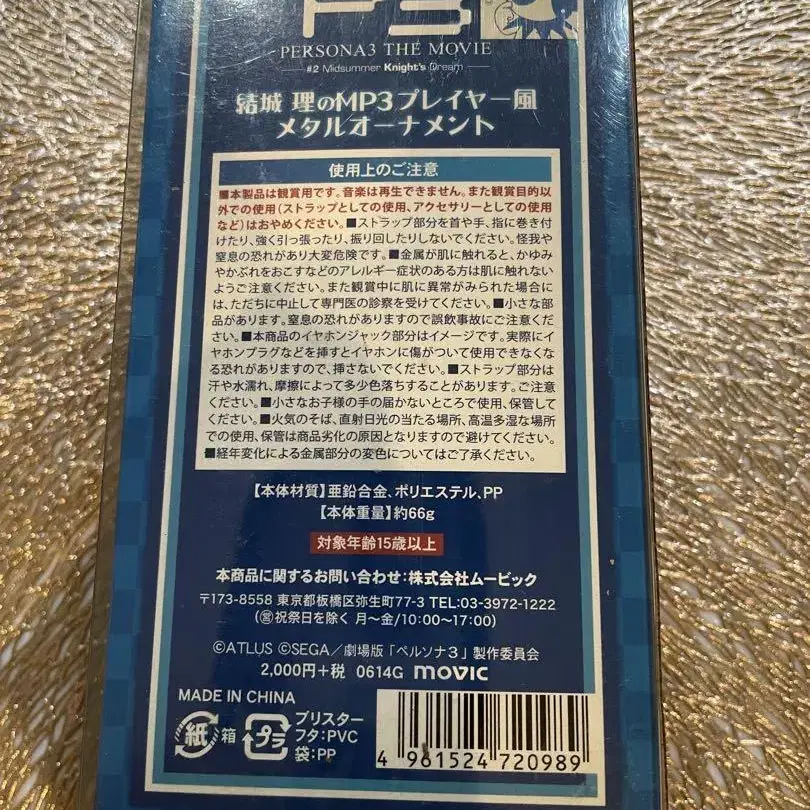 P3
PERSONA3 THE MOVIE
#2 Midsummer Knight's Dream
結城 理のMP3プレイヤー風
メタルオーナメント
使用上のご注意
■本製品は観賞用です。音楽は再生できません。また観賞目的以
外での使用(ストラップとしての使用、アクセサリーとしての使用
など)はおやめください。■ストラップ部分を首や手、指に巻き付
けたり、強く引っ張ったり、振り回したりしないでください。怪我や
窒息の恐れがあり大変危険です。■金属が肌に触れると、かゆみ
やかぶれをおこすなどのアレルギー症状のある方は肌に触れない
ようご注意ください。また観賞中に肌に異常がみられた場合に
は、ただちに中止して専門医の診察を受けてください。■小さな部
品があります。窒息の恐れがありますので誤飲事故にご注意くだ
さい。■本商品のイヤホンジャック部分はイメージです。実際にイ
ヤホンプラグなどを挿すとイヤホンに傷がついて使用できなくな
る恐れがありますので、挿さないでください。■ストラップ部分は
汗や水濡れ、摩擦によって多少色落ちすることがあります。ご注意
ください。■小さなお子様の手の届かないところで使用、保管して
ください。■火気のそば、直射日光の当たる場所、高温多湿な場所
での使用、保管は商品劣化の原因となりますので避けてください。
■経年変化による金属部分の変色についてはご了承ください。
【本体材質】亜鉛合金、ポリエステル、PP
【本体重量】約66g
対象年齢15歳以上
本商品に関するお問い合わせ:株式会社ムービック
〒173-8558 東京都板橋区弥生町77-3 TEL:03-3972-1222
(㊡祝祭日を除く 月〜金/10:00〜17:00)
©ATLUS ©SEGA/劇場版「ペルソナ3」製作委員会
2,000円+税 0614G movic
MADE IN CHINA
紙 箱 プラ ブリスター
フタ:PVC
袋:PP
4 961524 720989